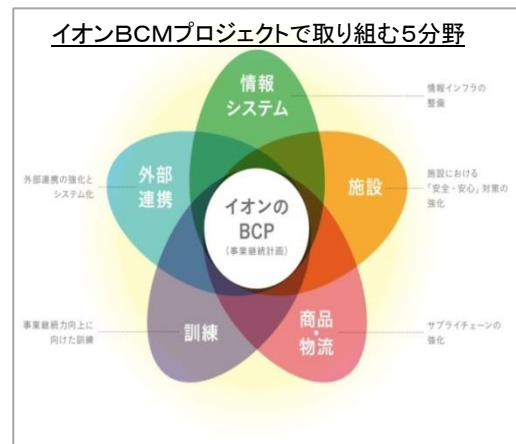 イオンBCMプロジェクトで取り組む5分野
情報
システム
情報インフラの
整備
外部
連携
外部連携の強化と
システム化
施設
施設における
「安全・安心」対策の
強化
イオンの
BCP
(事業継続計画)
訓練
事業継続力向上に
向けた訓練
商品・
物流
サプライチェーンの
強化